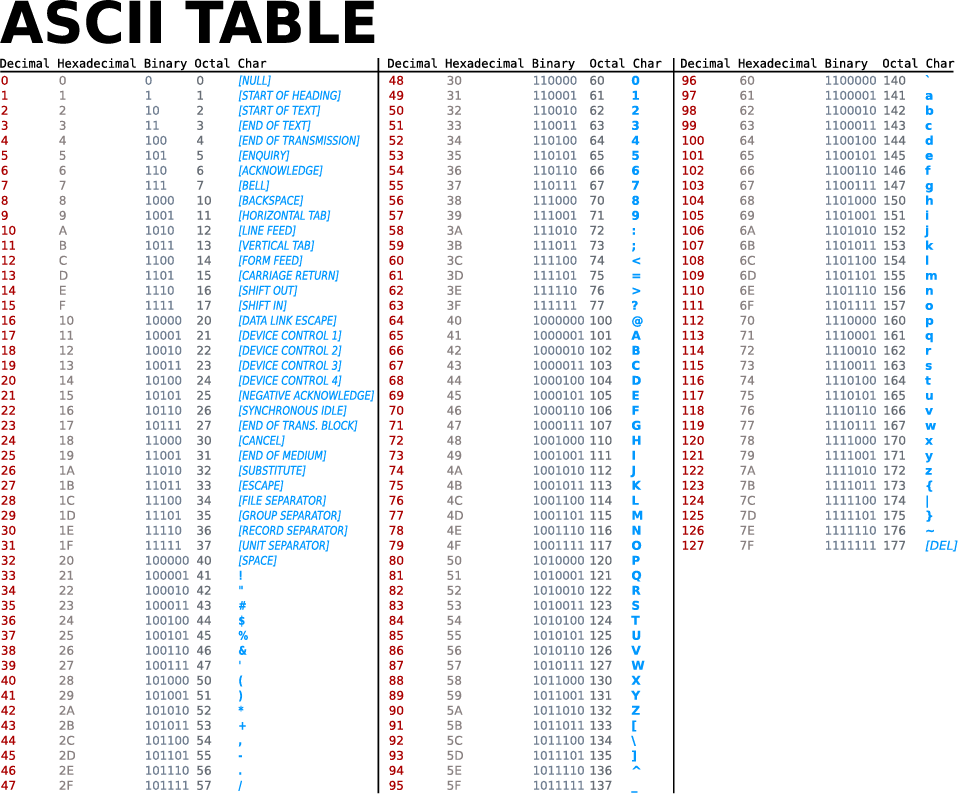 ASCII TABLE
Decimal Hexadecimal Binary Octal Char
0 0 0 0 [NULL]
1 1 1 1 [START OF HEADING]
2 2 10 2 [START OF TEXT]
3 3 11 3 [END OF TEXT]
4 4 100 4 [END OF TRANSMISSION]
5 5 101 5 [ENQUIRY]
6 6 110 6 [ACKNOWLEDGE]
7 7 111 7 [BELL]
8 8 1000 10 [BACKSPACE]
9 9 1001 11 [HORIZONTAL TAB]
10 A 1010 12 [LINE FEED]
11 B 1011 13 [VERTICAL TAB]
12 C 1100 14 [FORM FEED]
13 D 1101 15 [CARRIAGE RETURN]
14 E 1110 16 [SHIFT OUT]
15 F 1111 17 [SHIFT IN]
16 10 10000 20 [DATA LINK ESCAPE]
17 11 10001 21 [DEVICE CONTROL 1]
18 12 10010 22 [DEVICE CONTROL 2]
19 13 10011 23 [DEVICE CONTROL 3]
20 14 10100 24 [DEVICE CONTROL 4]
21 15 10101 25 [NEGATIVE ACKNOWLEDGE]
22 16 10110 26 [SYNCHRONOUS IDLE]
23 17 10111 27 [END OF TRANS. BLOCK]
24 18 11000 30 [CANCEL]
25 19 11001 31 [END OF MEDIUM]
26 1A 11010 32 [SUBSTITUTE]
27 1B 11011 33 [ESCAPE]
28 1C 11100 34 [FILE SEPARATOR]
29 1D 11101 35 [GROUP SEPARATOR]
30 1E 11110 36 [RECORD SEPARATOR]
31 1F 11111 37 [UNIT SEPARATOR]
32 20 100000 40 [SPACE]
33 21 100001 41 !
34 22 100010 42 "
35 23 100011 43 #
36 24 100100 44 $
37 25 100101 45 %
38 26 100110 46 &
39 27 100111 47 '
40 28 101000 50 (
41 29 101001 51 )
42 2A 101010 52 *
43 2B 101011 53 +
44 2C 101100 54 ,
45 2D 101101 55 -
46 2E 101110 56 .
47 2F 101111 57 /
Decimal Hexadecimal Binary Octal Char
48 30 110000 60 0
49 31 110001 61 1
50 32 110010 62 2
51 33 110011 63 3
52 34 110100 64 4
53 35 110101 65 5
54 36 110110 66 6
55 37 110111 67 7
56 38 111000 70 8
57 39 111001 71 9
58 3A 111010 72 :
59 3B 111011 73 ;
60 3C 111100 74 <
61 3D 111101 75 =
62 3E 111110 76 >
63 3F 111111 77 ?
64 40 1000000 100 @
65 41 1000001 101 A
66 42 1000010 102 B
67 43 1000011 103 C
68 44 1000100 104 D
69 45 1000101 105 E
70 46 1000110 106 F
71 47 1000111 107 G
72 48 1001000 110 H
73 49 1001001 111 I
74 4A 1001010 112 J
75 4B 1001011 113 K
76 4C 1001100 114 L
77 4D 1001101 115 M
78 4E 1001110 116 N
79 4F 1001111 117 O
80 50 1010000 120 P
81 51 1010001 121 Q
82 52 1010010 122 R
83 53 1010011 123 S
84 54 1010100 124 T
85 55 1010101 125 U
86 56 1010110 126 V
87 57 1010111 127 W
88 58 1011000 130 X
89 59 1011001 131 Y
90 5A 1011010 132 Z
91 5B 1011011 133 [
92 5C 1011100 134 \
93 5D 1011101 135 ]
94 5E 1011110 136 ^
95 5F 1011111 137 _
Decimal Hexadecimal Binary Octal Char
96 60 1100000 140 `
97 61 1100001 141 a
98 62 1100010 142 b
99 63 1100011 143 c
100 64 1100100 144 d
101 65 1100101 145 e
102 66 1100110 146 f
103 67 1100111 147 g
104 68 1101000 150 h
105 69 1101001 151 i
106 6A 1101010 152 j
107 6B 1101011 153 k
108 6C 1101100 154 l
109 6D 1101101 155 m
110 6E 1101110 156 n
111 6F 1101111 157 o
112 70 1110000 160 p
113 71 1110001 161 q
114 72 1110010 162 r
115 73 1110011 163 s
116 74 1110100 164 t
117 75 1110101 165 u
118 76 1110110 166 v
119 77 1110111 167 w
120 78 1111000 170 x
121 79 1111001 171 y
122 7A 1111010 172 z
123 7B 1111011 173 {
124 7C 1111100 174 |
125 7D 1111101 175 }
126 7E 1111110 176 ~
127 7F 1111111 177 [DEL]